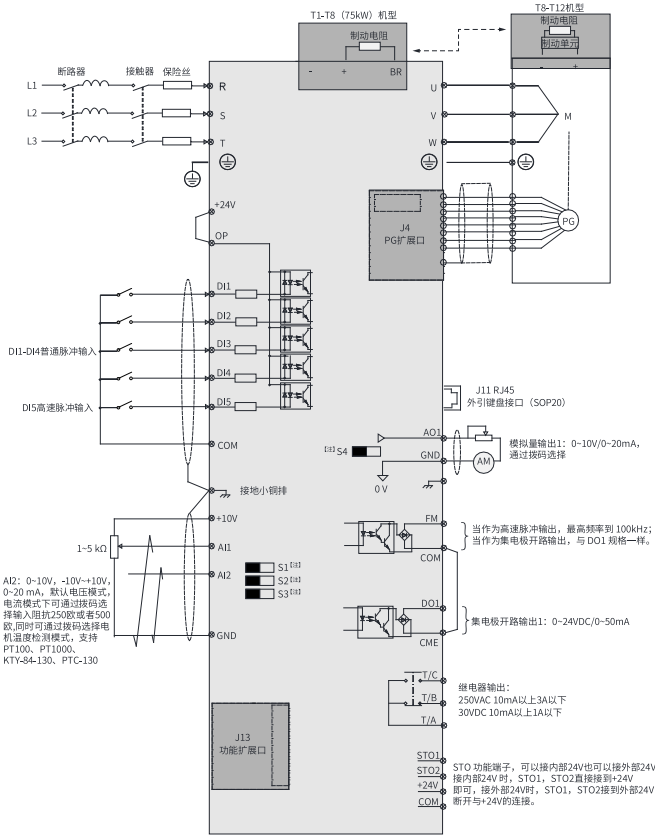 T1-T8（75kW）机型
T8-T12机型
制动电阻
制动电阻
制动单元
-
+
-
+
BR
断路器
接触器
保险丝
L1
R
U
L2
S
V
M
L3
T
W
+24V
OP
J4
PG扩展口
PG
DI1
DI2
DI3
DI1-DI4普通脉冲输入
DI4
DI5
DI5高速脉冲输入
COM
J11 RJ45
外引键盘接口（SOP20）
AO1
【注】S4
GND
AM
模拟量输出1：0~10V/0~20mA，
通过拨码选择
0 V
接地小铜排
+10V
FM
当作为高速脉冲输出，最高频率到 100kHz；
当作为集电极开路输出，与 DO1 规格一样。
COM
1~5 kΩ
AI1
AI2
S1【注】
S2【注】
S3【注】
AI2：0~10V，-10V~+10V，
0~20 mA，默认电压模式，
电流模式下可通过拨码选
择输入阻抗250欧或者500
欧,同时可通过拨码选择电
机温度检测模式，支持
PT100、PT1000、
KTY-84-130、PTC-130
GND
DO1
集电极开路输出1：0~24VDC/0~50mA
CME
T/C
T/B
T/A
继电器输出：
250VAC 10mA以上3A以下
30VDC 10mA以上1A以下
J13
功能扩展口
STO1
STO2
+24V
COM
STO 功能端子，可以接内部24V也可以接外部24V
接内部24V 时，STO1，STO2直接接到+24V
即可，接外部24V时，STO1，STO2接到外部24V
断开与+24V的连接。